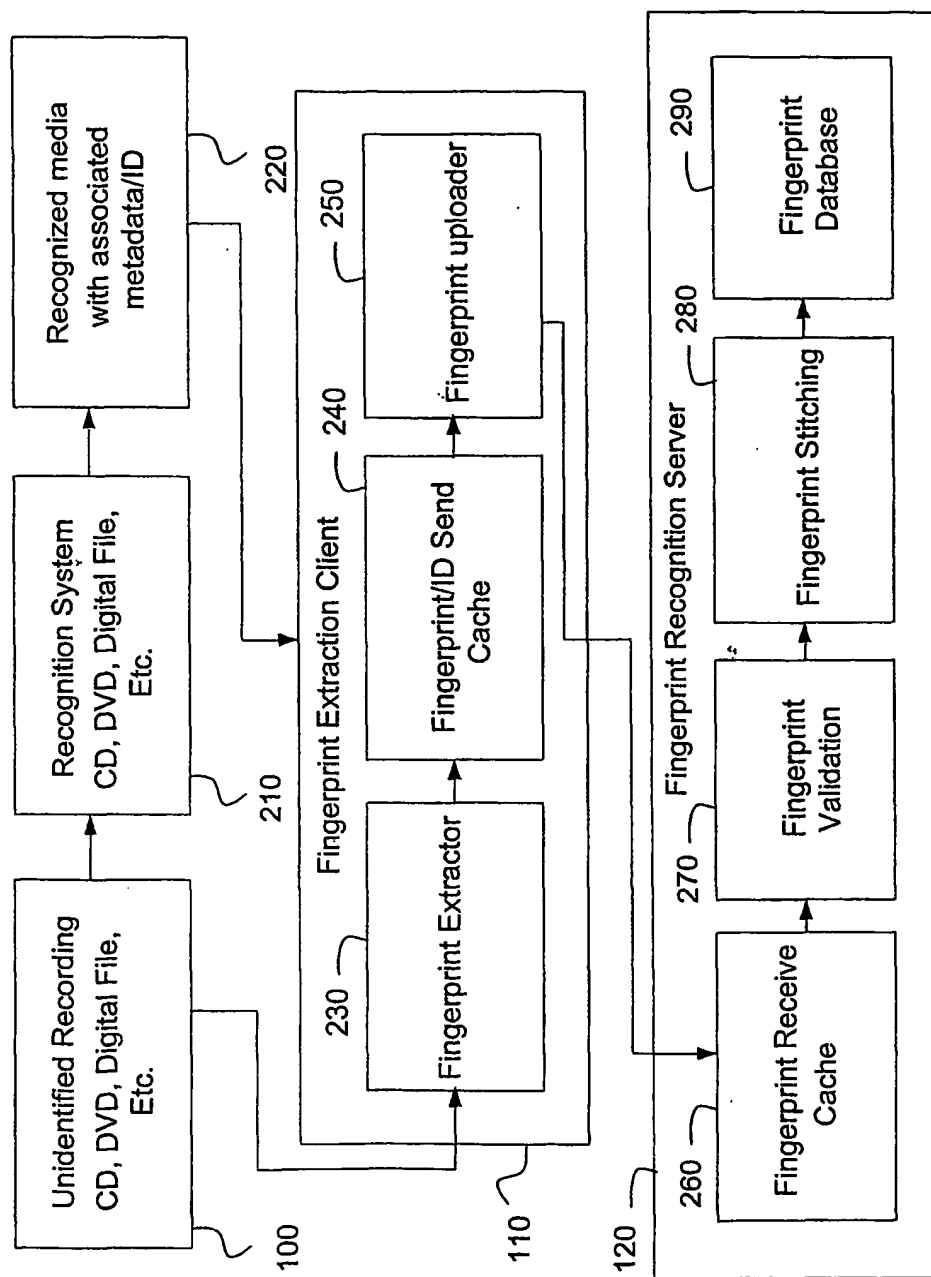 Unidentified Recording
CD, DVD, Digital File,
Etc.
100
Recognition System
CD, DVD, Digital File,
Etc.
210
Recognized media
with associated
metadata/ID
220
Fingerprint Extraction Client
110
230
Fingerprint Extractor
240
Fingerprint/ID Send
Cache
250
Fingerprint uploader
Fingerprint Recognition Server
120
260
Fingerprint Receive
Cache
270
Fingerprint
Validation
280
Fingerprint Stitching
290
Fingerprint
Database